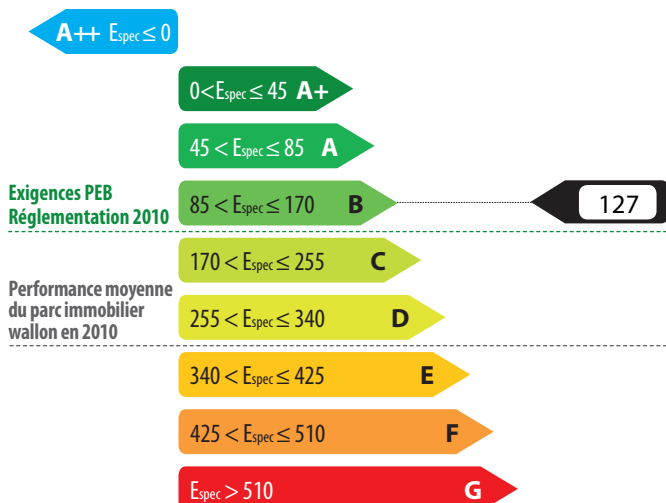 A++ Espec ≤ 0
0<Espec ≤ 45 A+
45 < Espec ≤ 85 A
Exigences PEB
Réglementation 2010
85 < Espec ≤ 170 B
127
170 < Espec ≤ 255 C
Performance moyenne
du parc immobilier
wallon en 2010
255 < Espec ≤ 340 D
340 < Espec ≤ 425 E
425 < Espec ≤ 510 F
Espec > 510 G